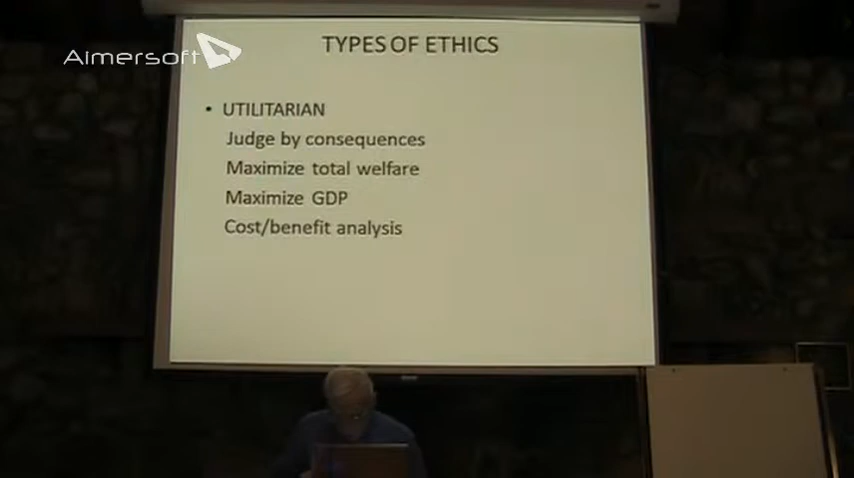 Aimersoft
TYPES OF ETHICS
• UTILITARIAN
Judge by consequences
Maximize total welfare
Maximize GDP
Cost/benefit analysis